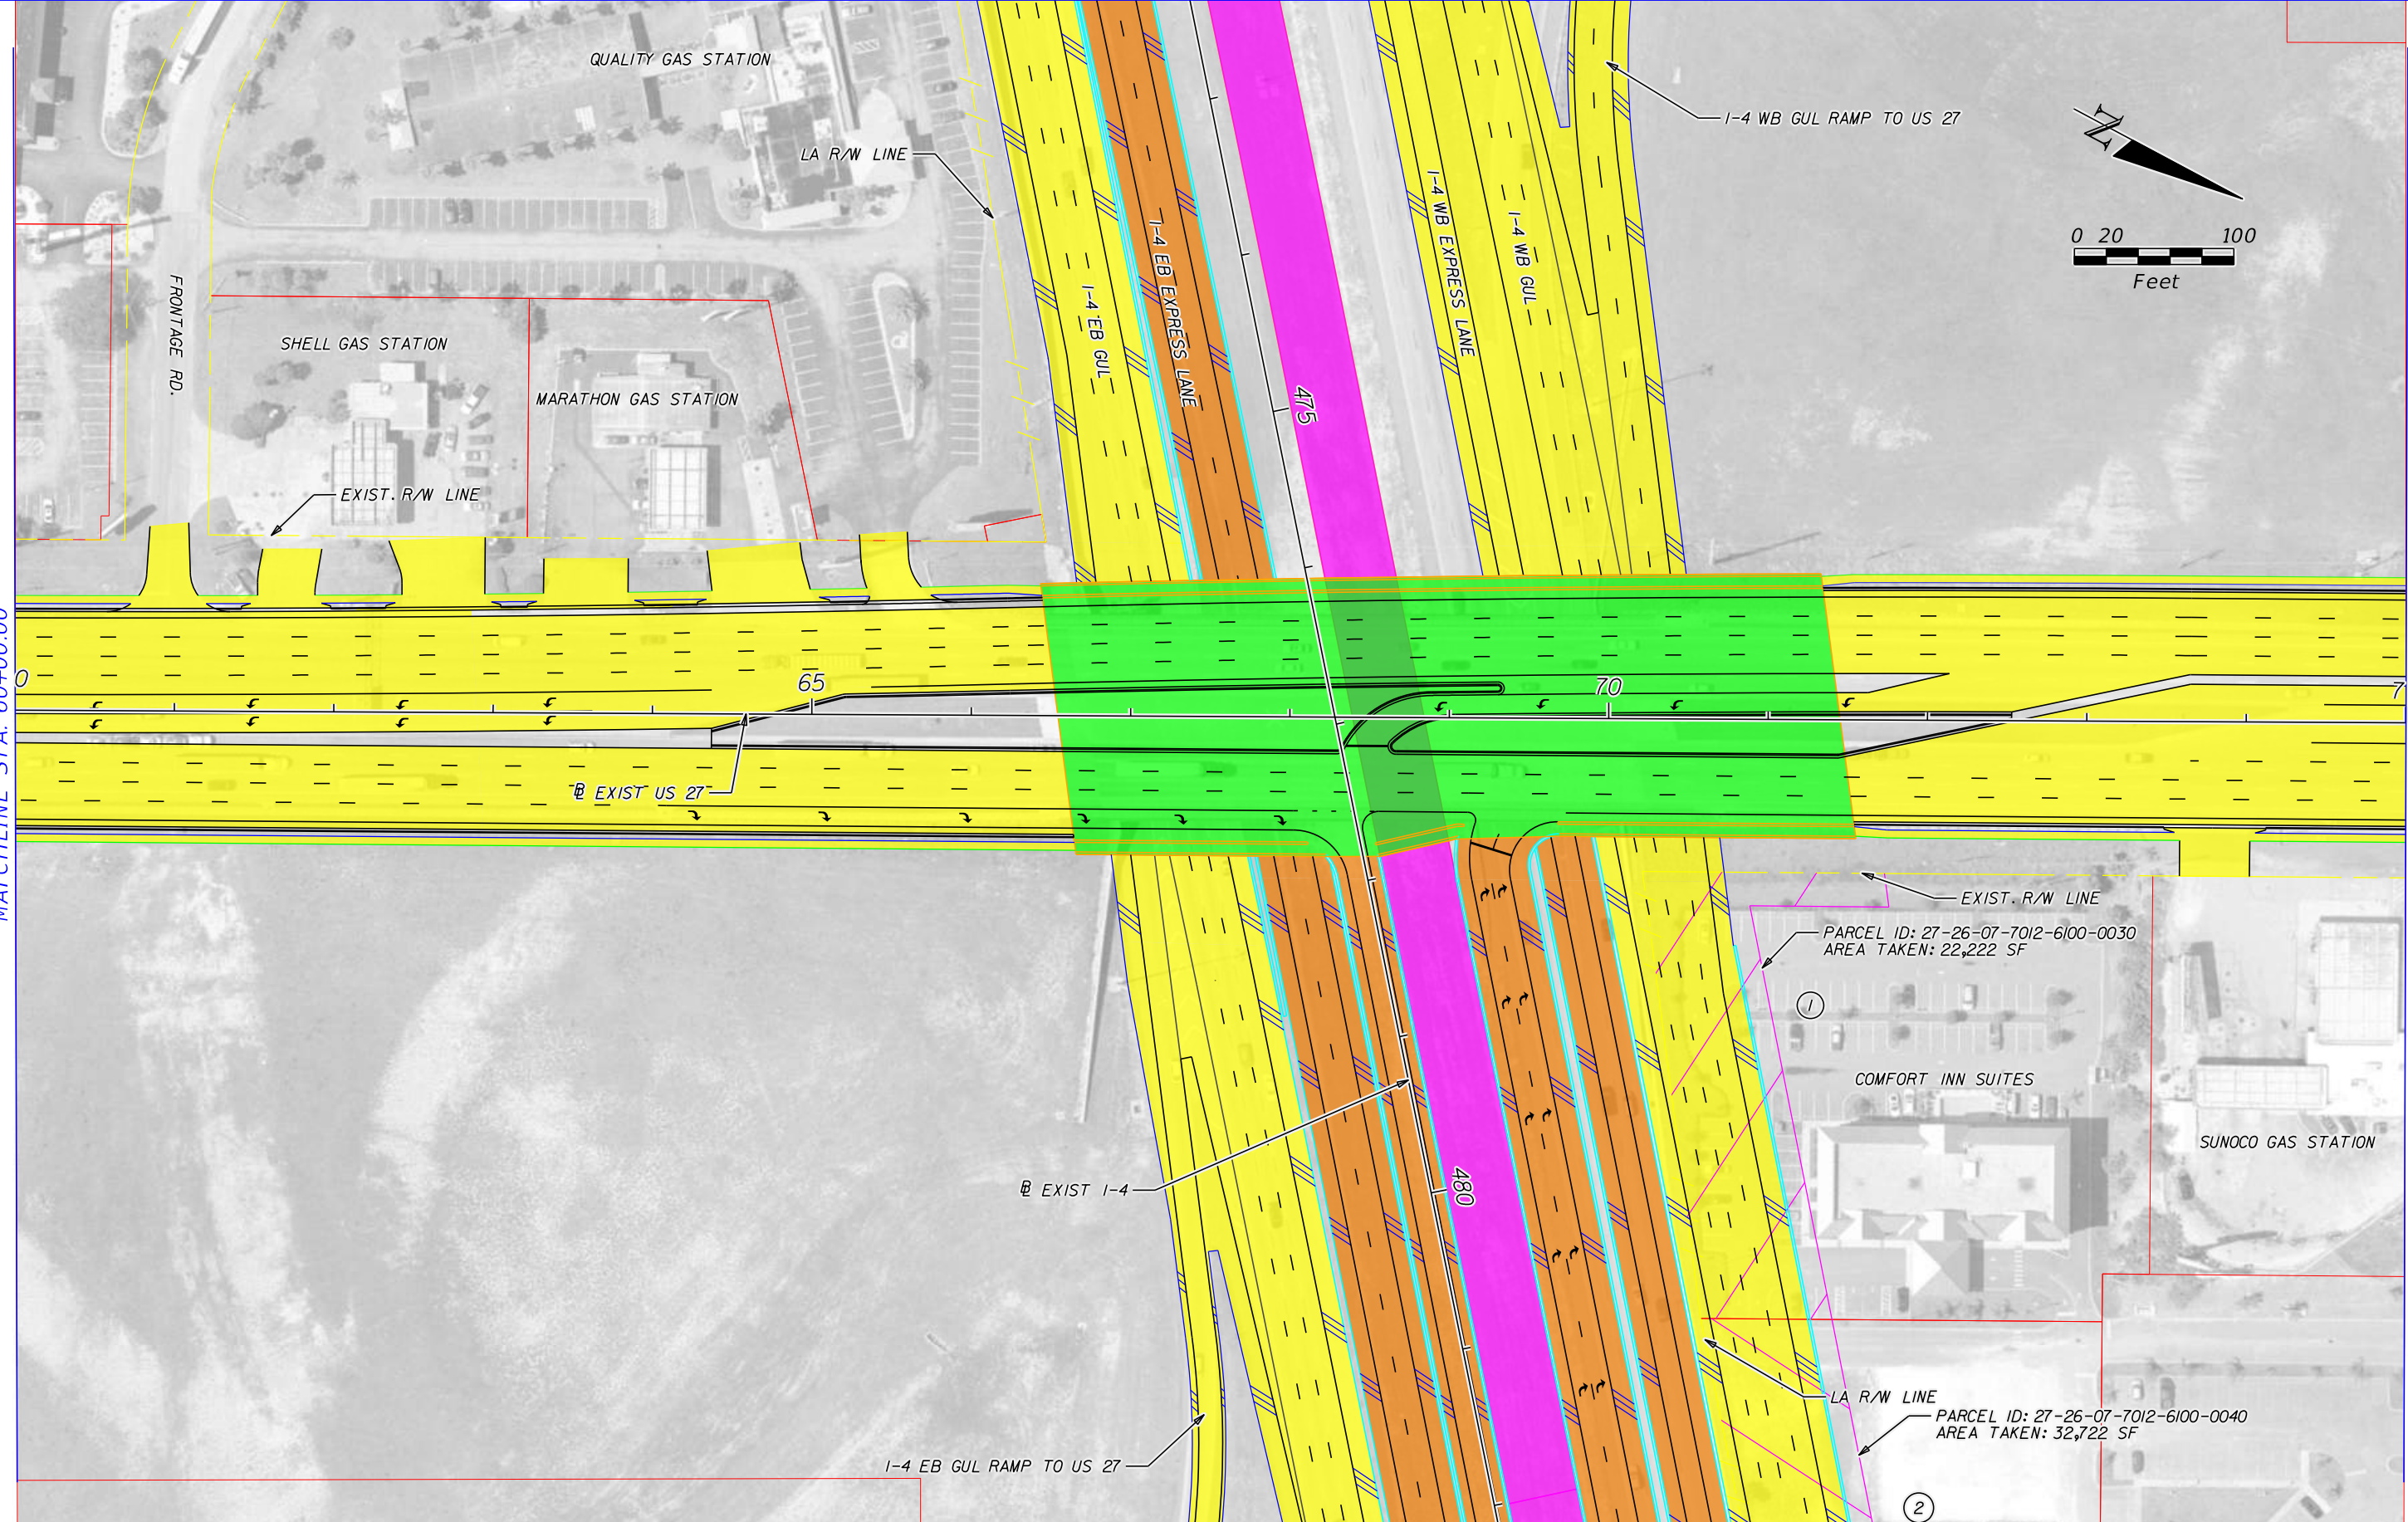 QUALITY GAS STATION
I-4 WB GUL RAMP TO US 27
N
LA R/W LINE
0 20 100
Feet
I-4 WB EXPRESS LANE
I-4 WB GUL
I-4 EB EXPRESS LANE
I-4 EB GUL
FRONTAGE RD.
SHELL GAS STATION
MARATHON GAS STATION
475
EXIST. R/W LINE
0
65
70
7
BL EXIST US 27
EXIST. R/W LINE
PARCEL ID: 27-26-07-7012-6100-0030
AREA TAKEN: 22,222 SF
1
COMFORT INN SUITES
SUNOCO GAS STATION
BL EXIST I-4
480
LA R/W LINE
PARCEL ID: 27-26-07-7012-6100-0040
AREA TAKEN: 32,722 SF
I-4 EB GUL RAMP TO US 27
2